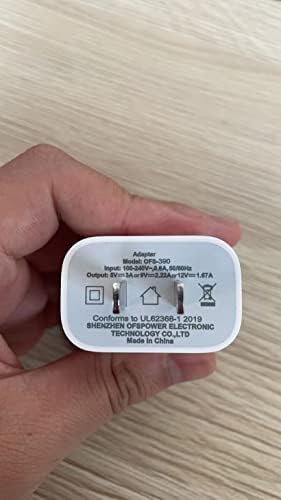 Adapter
Model: OFS-390
Input: 100-240V~,0.6A, 50/60Hz
Output: 5V⎓3A or 9V⎓2.22A or 12V⎓1.67A
Conforms to UL62368-1 2019
SHENZHEN OFSPOWER ELECTRONIC
TECHNOLOGY CO.,LTD
Made in China